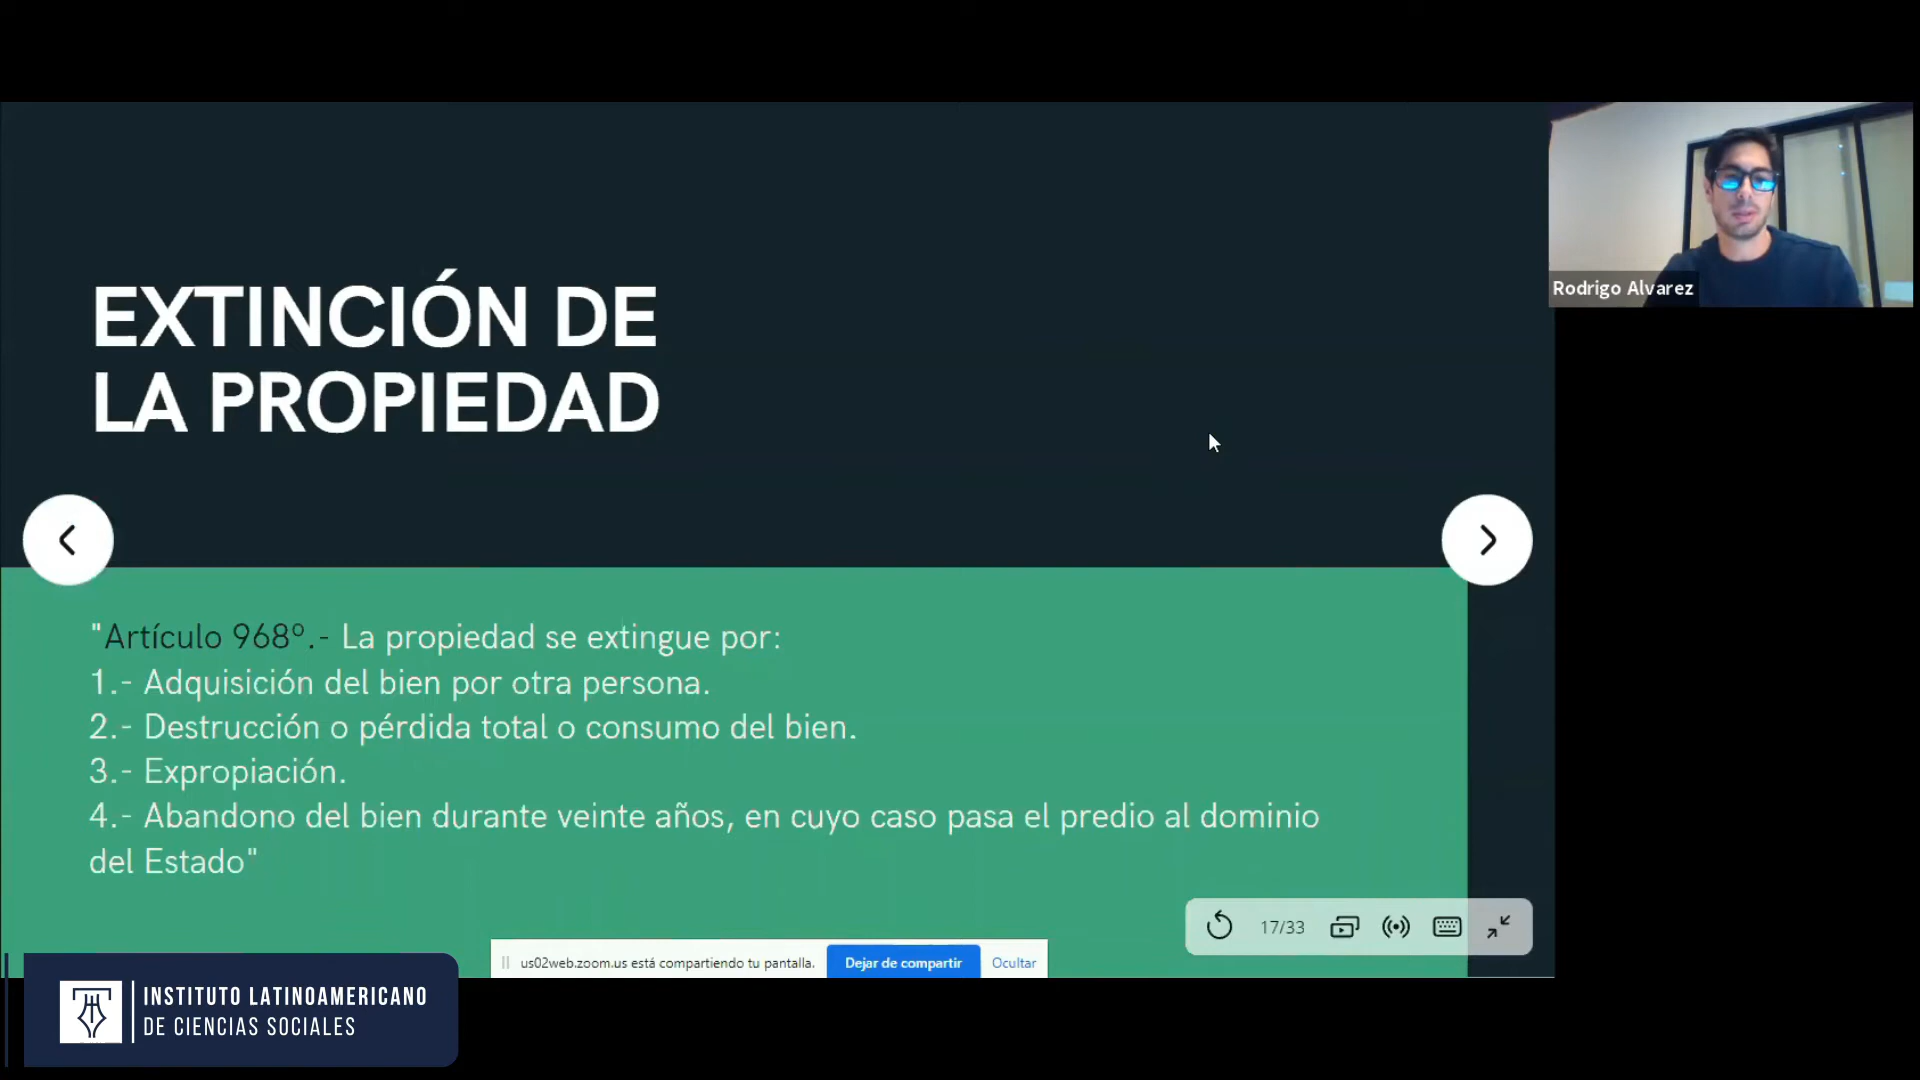 EXTINCIÓN DE
LA PROPIEDAD
Rodrigo Alvarez
"Artículo 968º.- La propiedad se extingue por:
1.- Adquisición del bien por otra persona.
2.- Destrucción o pérdida total o consumo del bien.
3.- Expropiación.
4.- Abandono del bien durante veinte años, en cuyo caso pasa el predio al dominio
del Estado"
17/33
us02web.zoom.us está compartiendo tu pantalla.
Dejar de compartir
Ocultar
INSTITUTO LATINOAMERICANO
DE CIENCIAS SOCIALES